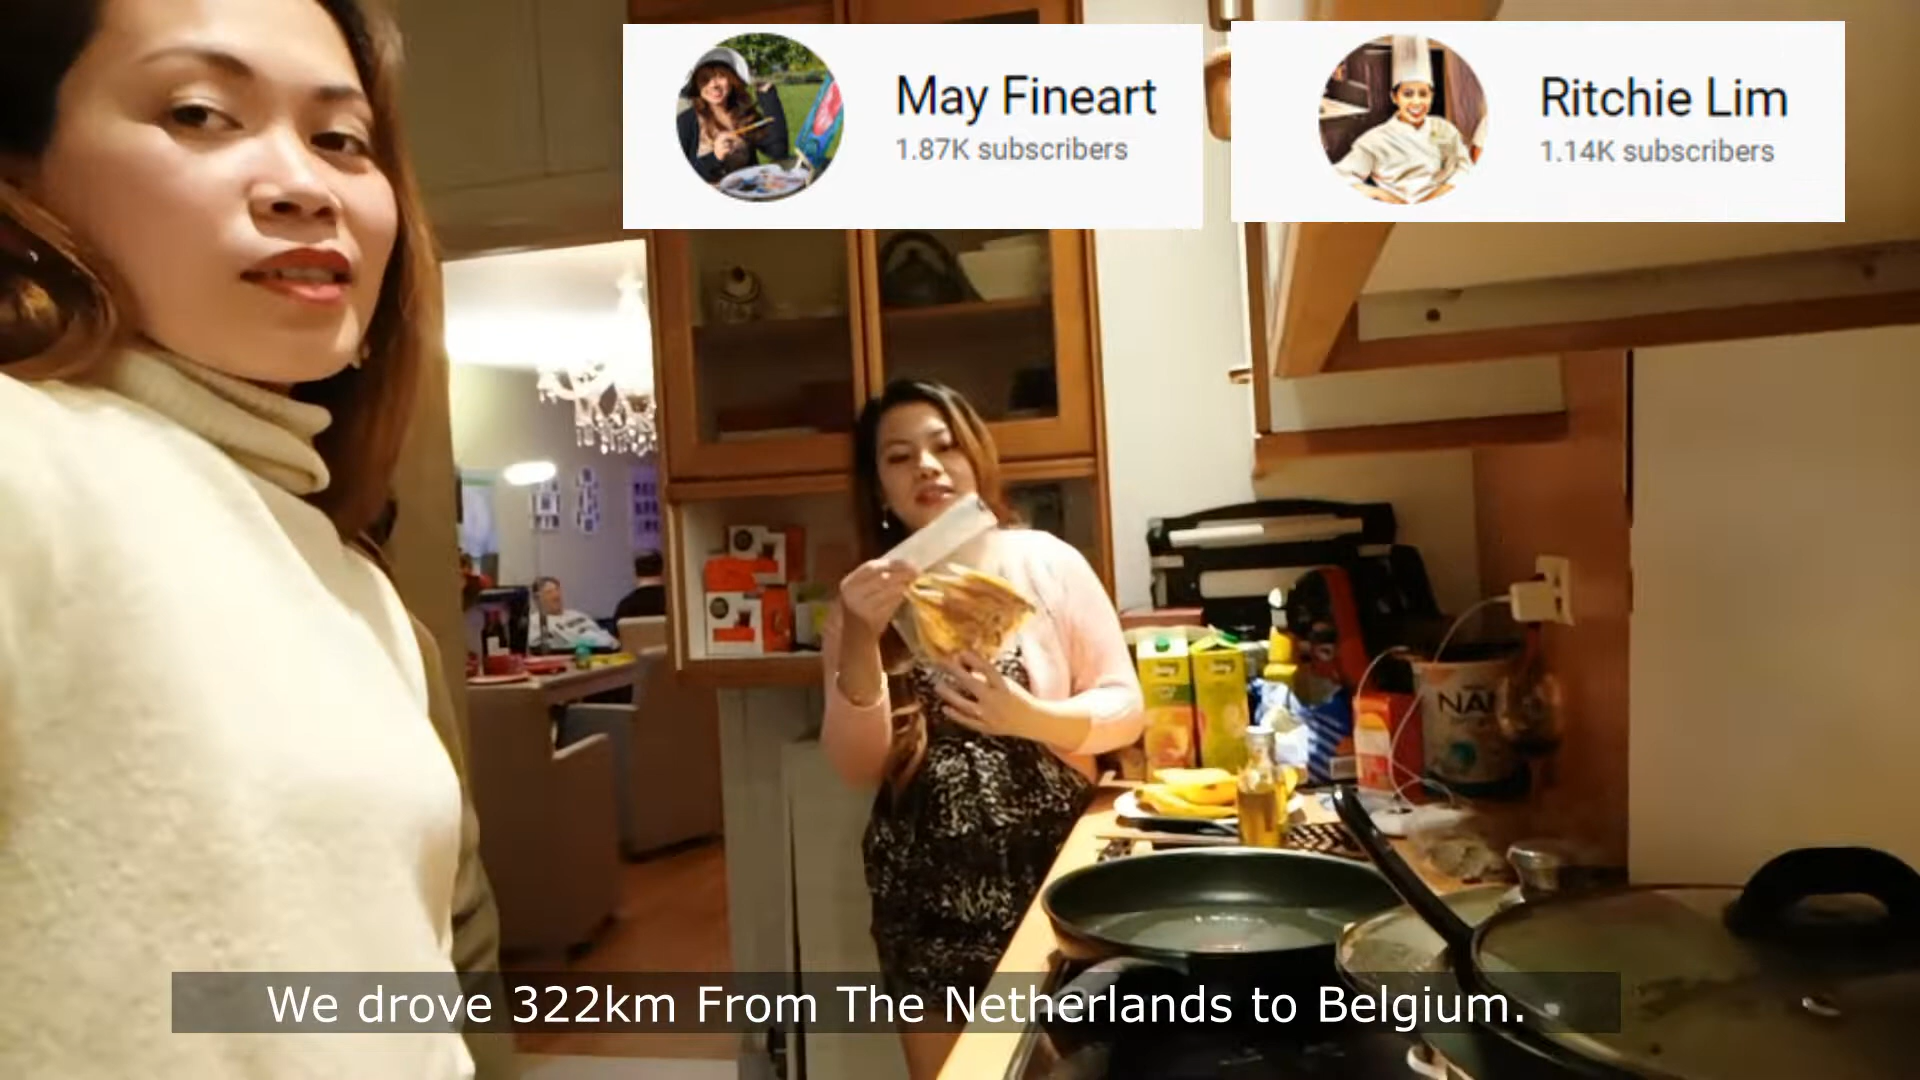 May Fineart
1.87K subscribers
Ritchie Lim
1.14K subscribers
We drove 322km From The Netherlands to Belgium.